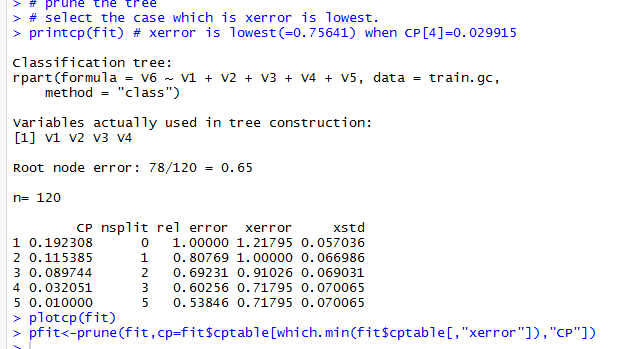 > # prune the tree
> # select the case which is xerror is lowest.
> printcp(fit) # xerror is lowest(=0.75641) when CP[4]=0.029915
Classification tree:
rpart(formula = V6 ~ V1 + V2 + V3 + V4 + V5, data = train.gc,
    method = "class")
Variables actually used in tree construction:
[1] V1 V2 V3 V4
Root node error: 78/120 = 0.65
n= 120
        CP nsplit rel error  xerror     xstd
1 0.192308      0   1.00000 1.21795 0.057036
2 0.115385      1   0.80769 1.00000 0.066986
3 0.089744      2   0.69231 0.91026 0.069031
4 0.032051      3   0.60256 0.71795 0.070065
5 0.010000      5   0.53846 0.71795 0.070065
> plotcp(fit)
> pfit<-prune(fit,cp=fit$cptable[which.min(fit$cptable[,"xerror"]),"CP"])
>